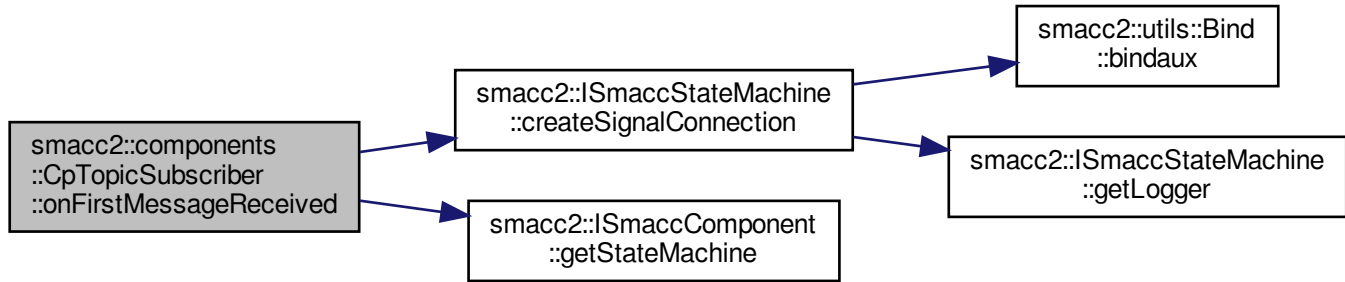 smacc2::components
::CpTopicSubscriber
::onFirstMessageReceived
smacc2::ISmaccStateMachine
::createSignalConnection
smacc2::utils::Bind
::bindaux
smacc2::ISmaccStateMachine
::getLogger
smacc2::ISmaccComponent
::getStateMachine